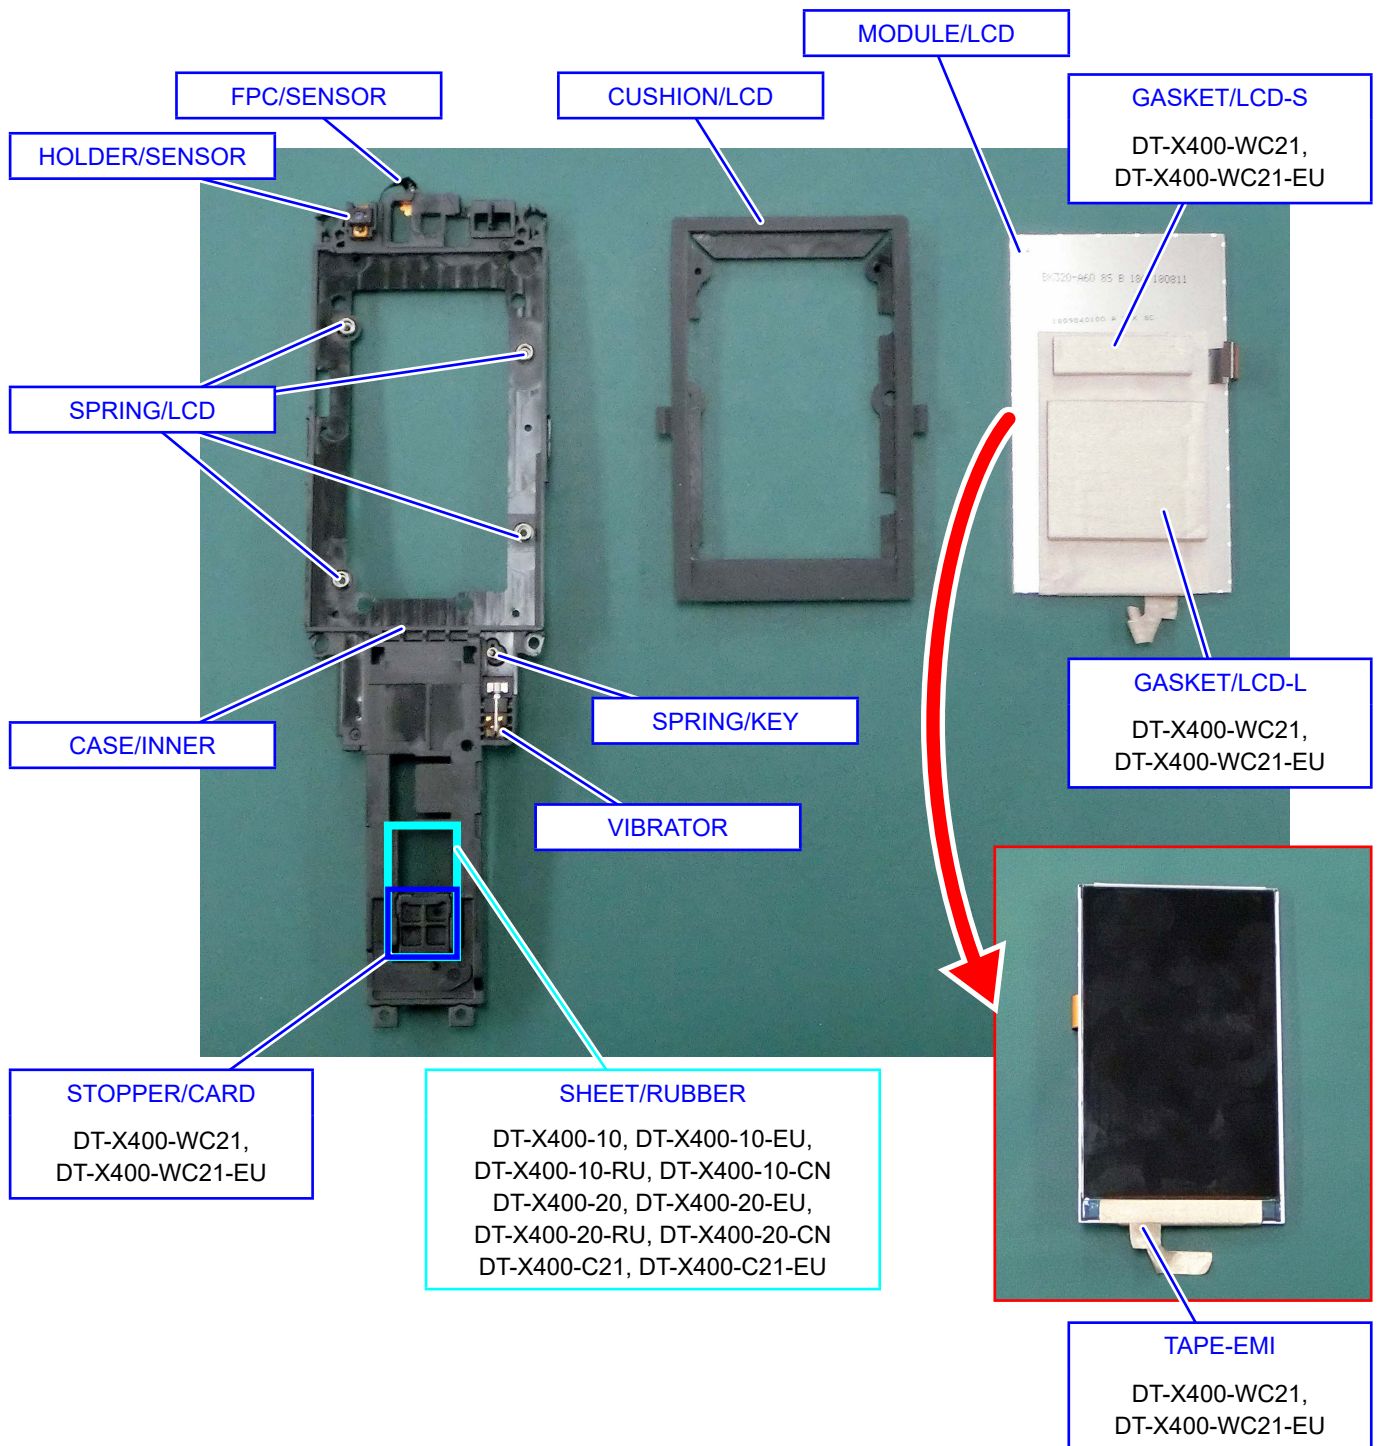 MODULE/LCD
FPC/SENSOR
CUSHION/LCD
GASKET/LCD-S
DT-X400-WC21,
DT-X400-WC21-EU
HOLDER/SENSOR
180811
SPRING/LCD
GASKET/LCD-L
DT-X400-WC21,
DT-X400-WC21-EU
SPRING/KEY
CASE/INNER
VIBRATOR
STOPPER/CARD
DT-X400-WC21,
DT-X400-WC21-EU
SHEET/RUBBER
DT-X400-10, DT-X400-10-EU,
DT-X400-10-RU, DT-X400-10-CN
DT-X400-20, DT-X400-20-EU,
DT-X400-20-RU, DT-X400-20-CN
DT-X400-C21, DT-X400-C21-EU
TAPE-EMI
DT-X400-WC21,
DT-X400-WC21-EU